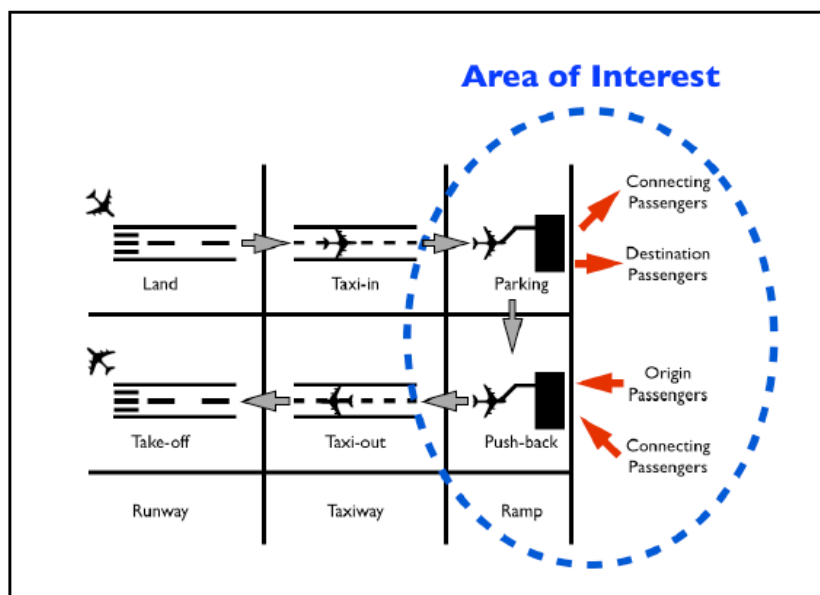 Area of Interest
Connecting
Passengers
Destination
Passengers
Land
Taxi-in
Parking
Origin
Passengers
Connecting
Passengers
Take-off
Taxi-out
Push-back
Runway
Taxiway
Ramp